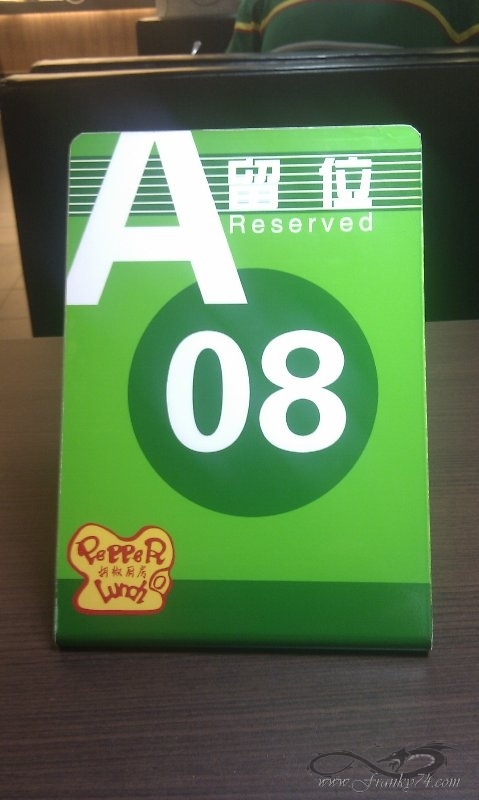 A
留位
Reserved
08
PePPeR
胡椒厨房
Lunch
www.Franky74.com